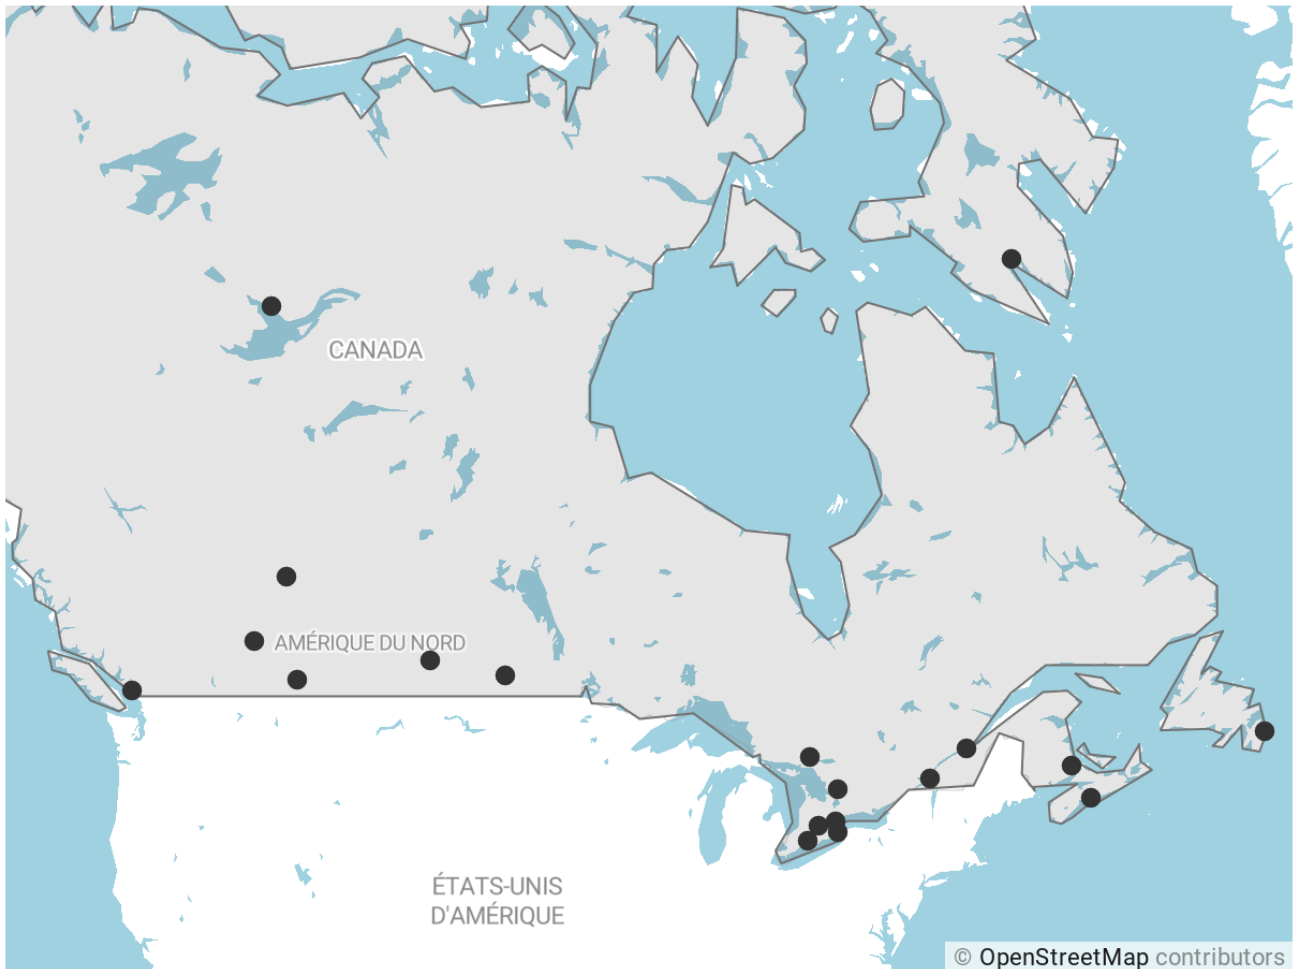 CANADA
AMÉRIQUE DU NORD
ÉTATS-UNIS
D'AMÉRIQUE
© OpenStreetMap contributors